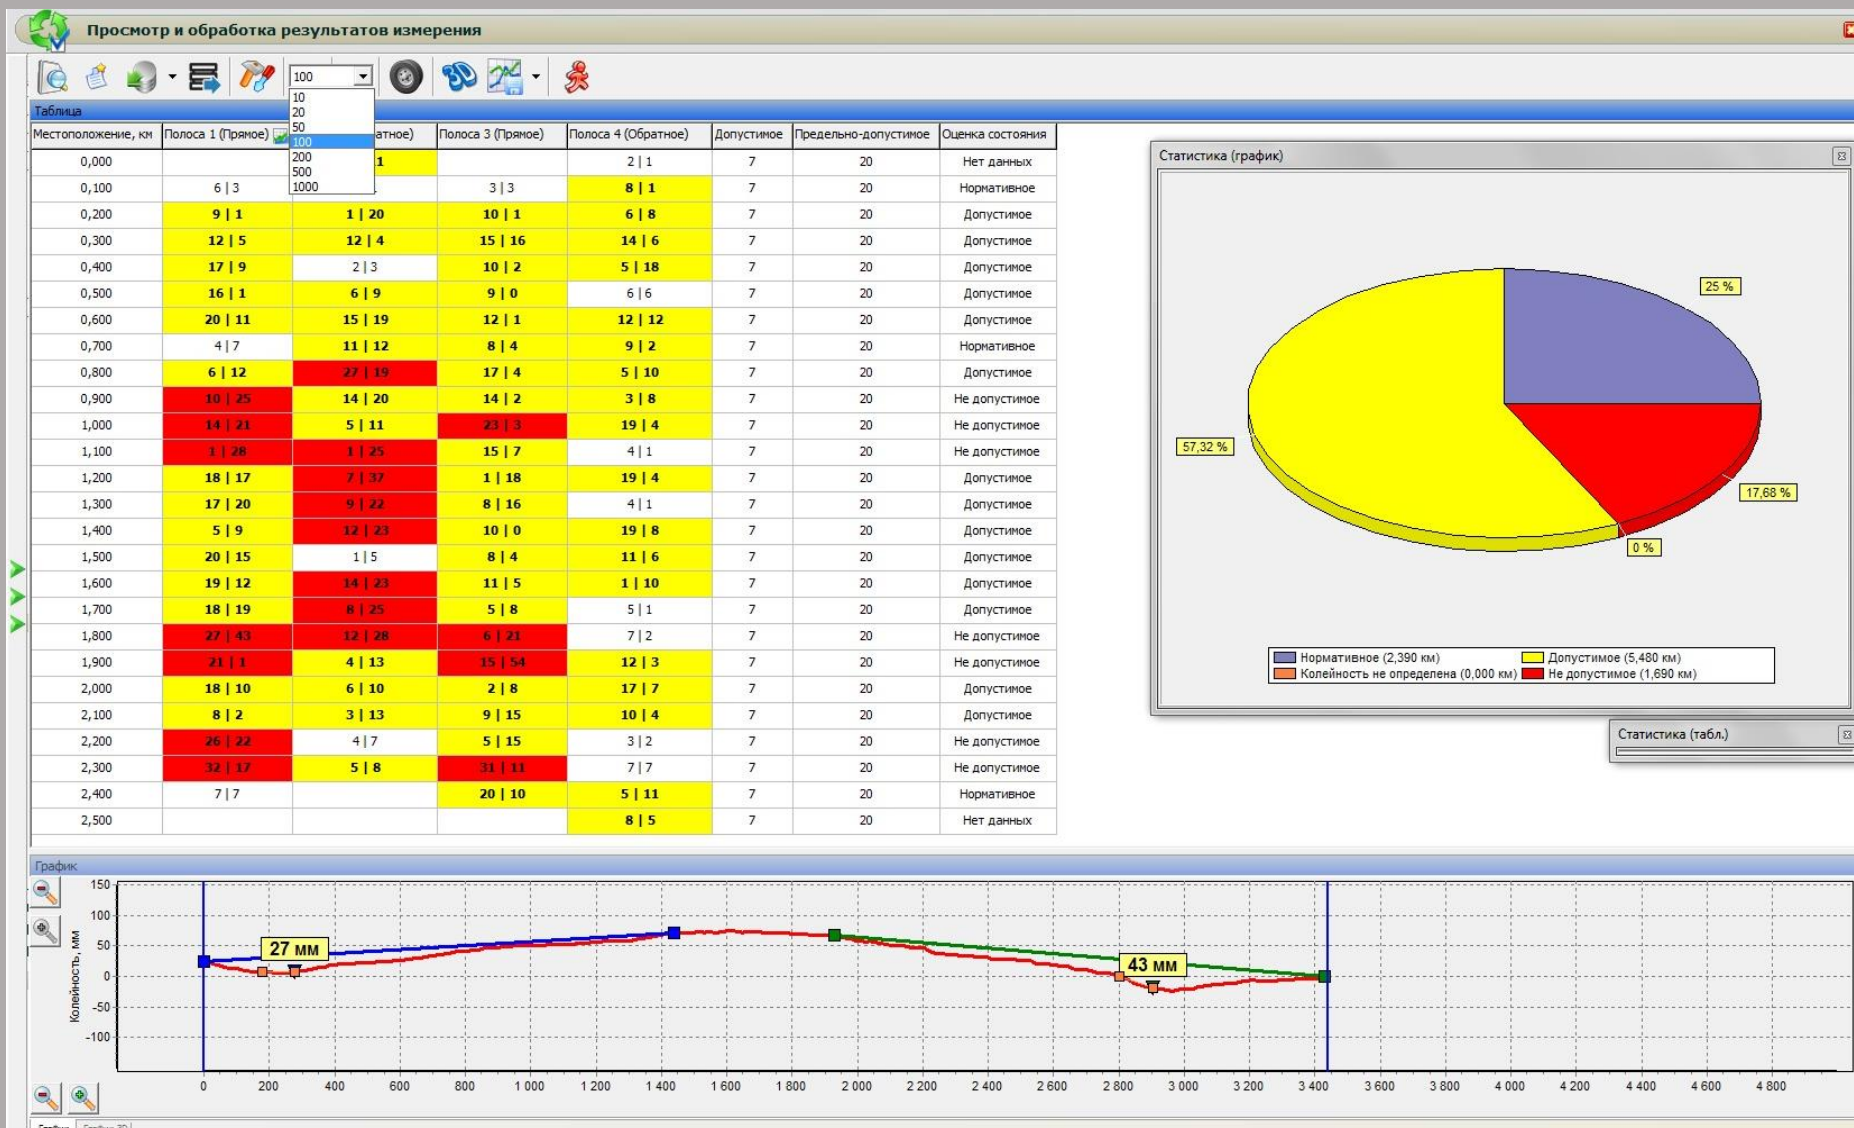 Просмотр и обработка результатов измерения
3D
100
10
20
50
100
200
500
1000
Таблица
Местоположение, км Полоса 1 (Прямое) атное) Полоса 3 (Прямое) Полоса 4 (Обратное) Допустимое Предельно-допустимое Оценка состояния
0,000 1 2 | 1 7 20 Нет данных
0,100 6 | 3 3 | 3 8 | 1 7 20 Нормативное
0,200 9 | 1 1 | 20 10 | 1 6 | 8 7 20 Допустимое
0,300 12 | 5 12 | 4 15 | 16 14 | 6 7 20 Допустимое
0,400 17 | 9 2 | 3 10 | 2 5 | 18 7 20 Допустимое
0,500 16 | 1 6 | 9 9 | 0 6 | 6 7 20 Допустимое
0,600 20 | 11 15 | 19 12 | 1 12 | 12 7 20 Допустимое
0,700 4 | 7 11 | 12 8 | 4 9 | 2 7 20 Нормативное
0,800 6 | 12 27 | 19 17 | 4 5 | 10 7 20 Допустимое
0,900 10 | 25 14 | 20 14 | 2 3 | 8 7 20 Не допустимое
1,000 14 | 21 5 | 11 23 | 3 19 | 4 7 20 Не допустимое
1,100 1 | 28 1 | 25 15 | 7 4 | 1 7 20 Не допустимое
1,200 18 | 17 7 | 37 1 | 18 19 | 4 7 20 Допустимое
1,300 17 | 20 9 | 22 8 | 16 4 | 1 7 20 Допустимое
1,400 5 | 9 12 | 23 10 | 0 19 | 8 7 20 Допустимое
1,500 20 | 15 1 | 5 8 | 4 11 | 6 7 20 Допустимое
1,600 19 | 12 14 | 23 11 | 5 1 | 10 7 20 Допустимое
1,700 18 | 19 8 | 25 5 | 8 5 | 1 7 20 Допустимое
1,800 27 | 43 12 | 28 6 | 21 7 | 2 7 20 Не допустимое
1,900 21 | 1 4 | 13 15 | 54 12 | 3 7 20 Не допустимое
2,000 18 | 10 6 | 10 2 | 8 17 | 7 7 20 Допустимое
2,100 8 | 2 3 | 13 9 | 15 10 | 4 7 20 Допустимое
2,200 26 | 22 4 | 7 5 | 15 3 | 2 7 20 Не допустимое
2,300 32 | 17 5 | 8 31 | 11 7 | 7 7 20 Не допустимое
2,400 7 | 7 20 | 10 5 | 11 7 20 Нормативное
2,500 8 | 5 7 20 Нет данных
Статистика (график)
25 %
57,32 %
17,68 %
0 %
Нормативное (2,390 км) Допустимое (5,480 км)
Колейность не определена (0,000 км) Не допустимое (1,690 км)
Статистика (табл.)
График
Колейность, мм
150
100
50
0
-50
-100
27 мм
43 мм
0 200 400 600 800 1 000 1 200 1 400 1 600 1 800 2 000 2 200 2 400 2 600 2 800 3 000 3 200 3 400 3 600 3 800 4 000 4 200 4 400 4 600 4 800